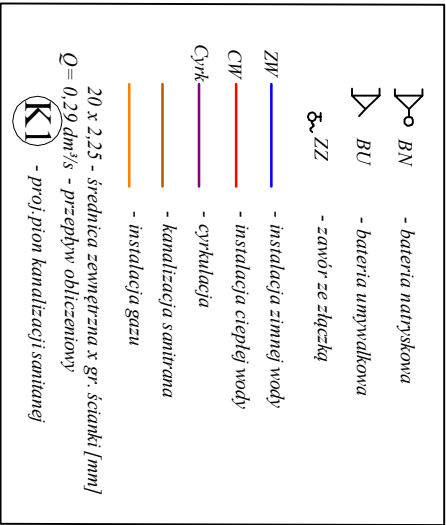 BN - bateria natryskowa
BU - bateria umywalkowa
ZZ - zawór ze złączką
ZW - instalacja zimnej wody
CW - instalacja ciepłej wody
Cyrk - cyrkulacja
- kanalizacja sanitrana
- instalacja gazu
20 x 2,25 - średnica zewnętrzna x gr. ścianki [mm]
Q= 0,29 dm³/s - przepływ obliczeniowy
K1 - proj.pion kanalizacji sanitanej